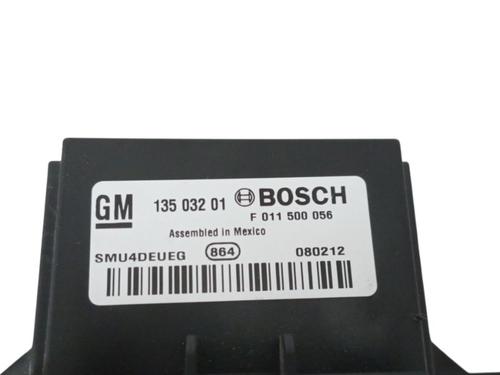 GM 135 032 01 BOSCH
F 011 500 056
Assembled in Mexico
SMU4DEUEG 864 080212